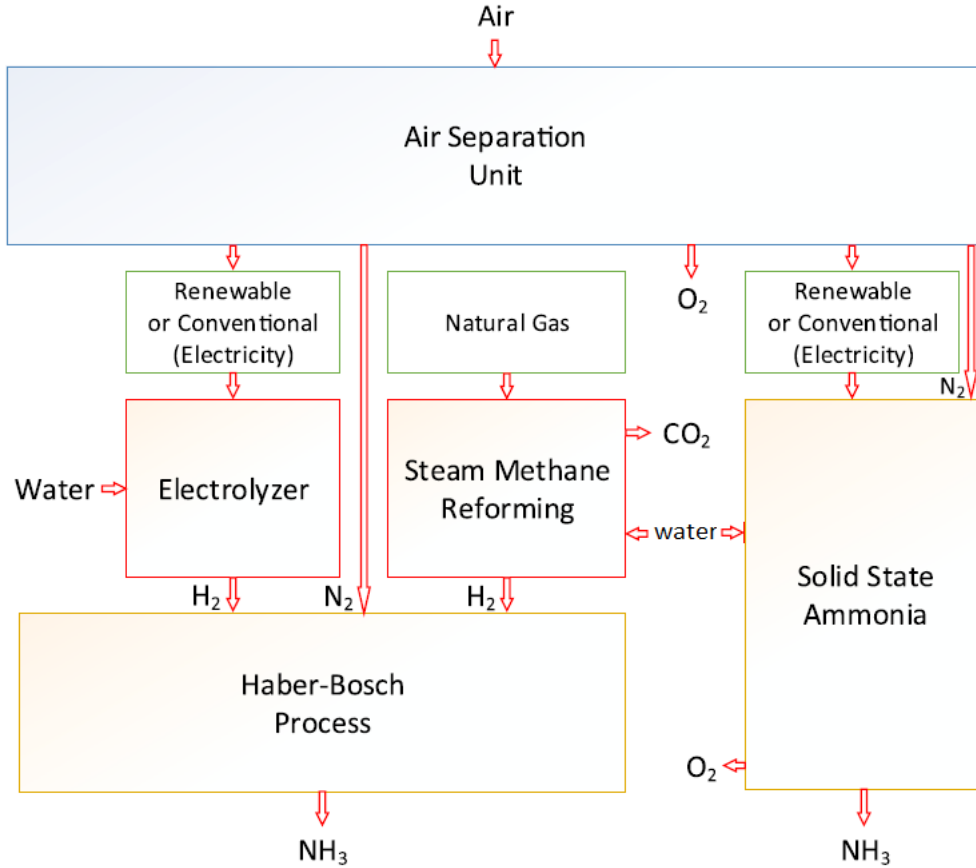 Air
Air Separation
Unit
Renewable
or Conventional
(Electricity)
Natural Gas
O₂
Renewable
or Conventional
(Electricity)
N₂
CO₂
Water
Electrolyzer
Steam Methane
Reforming
water
Solid State
Ammonia
H₂
N₂
H₂
Haber-Bosch
Process
O₂
NH₃
NH₃